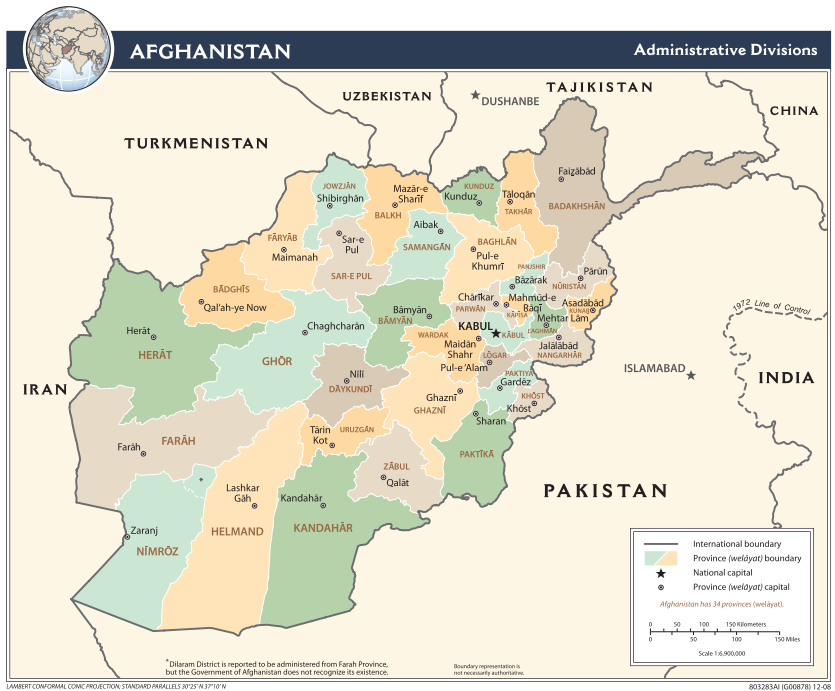 AFGHANISTAN
Administrative Divisions
UZBEKISTAN
DUSHANBE
TAJIKISTAN
CHINA
TURKMENISTAN
JOWZJĀN
Shibirghān
Mazār-e
Sharīf
BALKH
KUNDUZ
Kunduz
Tāloqān
TAKHĀR
Faiẕābād
BADAKHSHĀN
FĀRYĀB
Maimanah
Sar-e
Pul
SAR-E PUL
Aibak
SAMANGĀN
BAGHLĀN
Pul-e
Khumrī
PANJSHIR
Bāzārak
NŪRISTĀN
Pārūn
BĀDGHĪS
Qal‘ah-ye Now
Chārīkār
PARWĀN
Mahmūd-e
Rāqī
KĀPĪSĀ
Asadābād
KUNAR
Mehtar Lām
LAGHMĀN
1972 Line of Control
Herāt
HERĀT
Chaghcharān
GHŌR
Bāmyān
BĀMYĀN
WARDAK
Maidān
Shahr
KABUL
KĀBUL
Jalālābād
NANGARHĀR
Pul-e ‘Alam
LŌGAR
PAKTIYĀ
Gardēz
KHŌST
Khōst
ISLAMABAD
INDIA
IRAN
Nīlī
DĀYKUNDĪ
Ghaznī
GHAZNĪ
Sharan
PAKTĪKĀ
FARĀH
Farāh
Tārīn
Kot
URUZGĀN
ZĀBUL
Qalāt
PAKISTAN
*
Lashkar
Gāh
HELMAND
Kandahār
KANDAHĀR
Zaranj
NĪMRŌZ
International boundary
Province (welāyat) boundary
National capital
Province (welāyat) capital
Afghanistan has 34 provinces (welāyat).
0 50 100 150 Kilometers
0 50 100 150 Miles
Scale 1:6,900,000
*Dilaram District is reported to be administered from Farah Province,
but the Government of Afghanistan does not recognize its existence.
Boundary representation is
not necessarily authoritative.
LAMBERT CONFORMAL CONIC PROJECTION; STANDARD PARALLELS 30°25' N 37°10' N
803283AI (G00878) 12-08